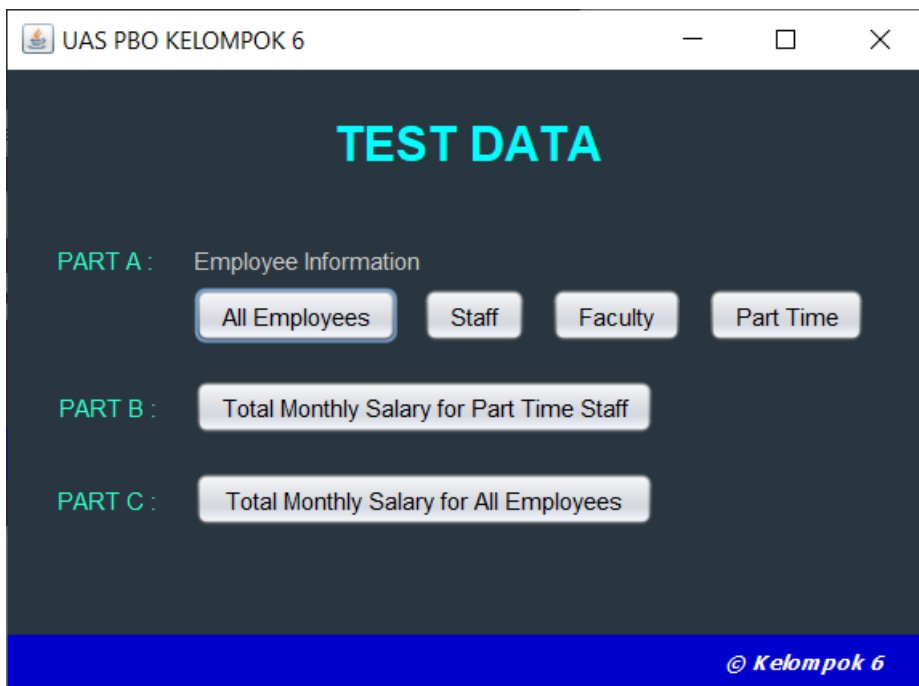 UAS PBO KELOMPOK 6
TEST DATA
PART A : Employee Information
All Employees Staff Faculty Part Time
PART B : Total Monthly Salary for Part Time Staff
PART C : Total Monthly Salary for All Employees
© Kelompok 6